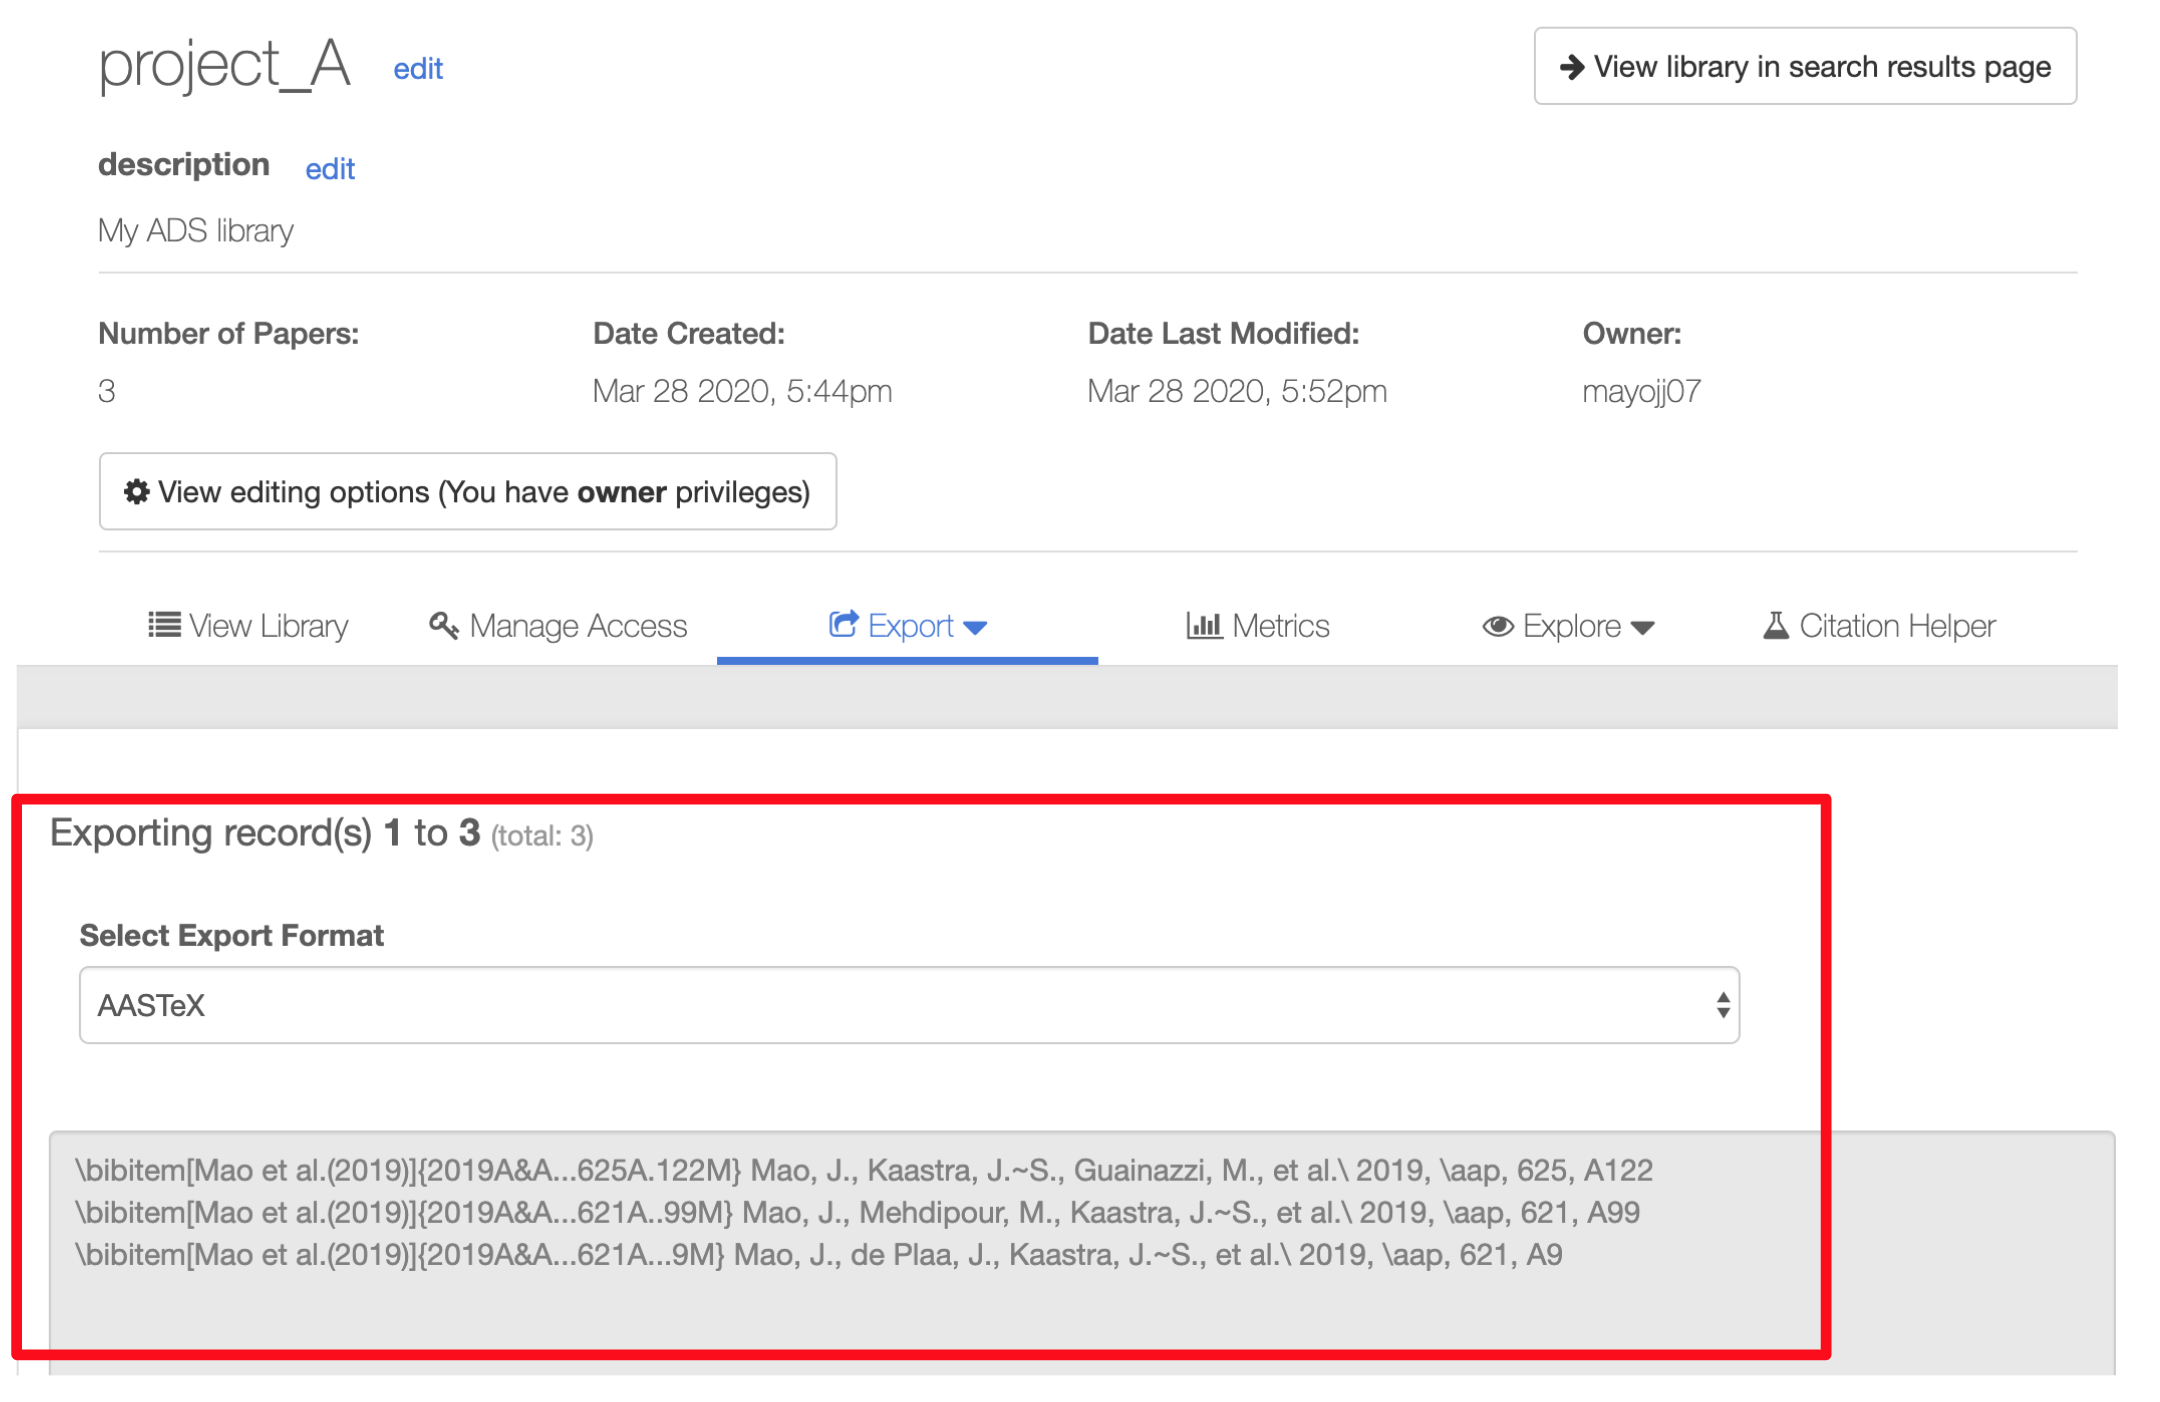 project_A edit
View library in search results page
description edit
My ADS library
Number of Papers: Date Created: Date Last Modified: Owner:
3 Mar 28 2020, 5:44pm Mar 28 2020, 5:52pm mayojj07
View editing options (You have owner privileges)
View Library Manage Access Export Metrics Explore Citation Helper
Exporting record(s) 1 to 3 (total: 3)
Select Export Format
AASTeX
\bibitem[Mao et al.(2019)]{2019A&A...625A.122M} Mao, J., Kaastra, J.~S., Guainazzi, M., et al.\ 2019, \aap, 625, A122
\bibitem[Mao et al.(2019)]{2019A&A...621A..99M} Mao, J., Mehdipour, M., Kaastra, J.~S., et al.\ 2019, \aap, 621, A99
\bibitem[Mao et al.(2019)]{2019A&A...621A...9M} Mao, J., de Plaa, J., Kaastra, J.~S., et al.\ 2019, \aap, 621, A9